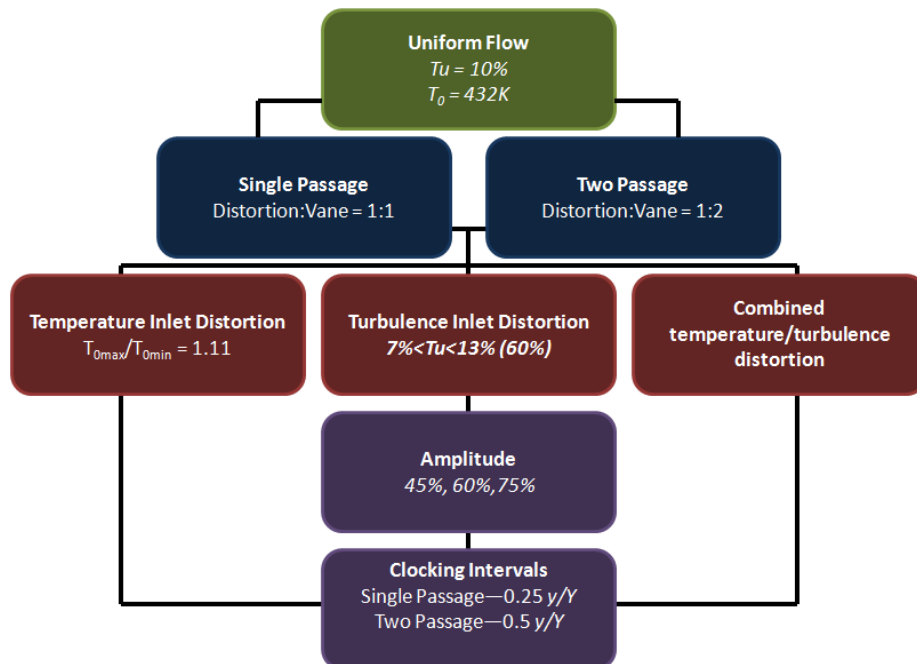 Uniform Flow
Tu = 10%
T₀ = 432K
Single Passage
Distortion:Vane = 1:1
Two Passage
Distortion:Vane = 1:2
Temperature Inlet Distortion
T₀ₘₐₓ/T₀ₘᵢₙ = 1.11
Turbulence Inlet Distortion
7%<Tu<13% (60%)
Combined
temperature/turbulence
distortion
Amplitude
45%, 60%,75%
Clocking Intervals
Single Passage—0.25 y/Y
Two Passage—0.5 y/Y